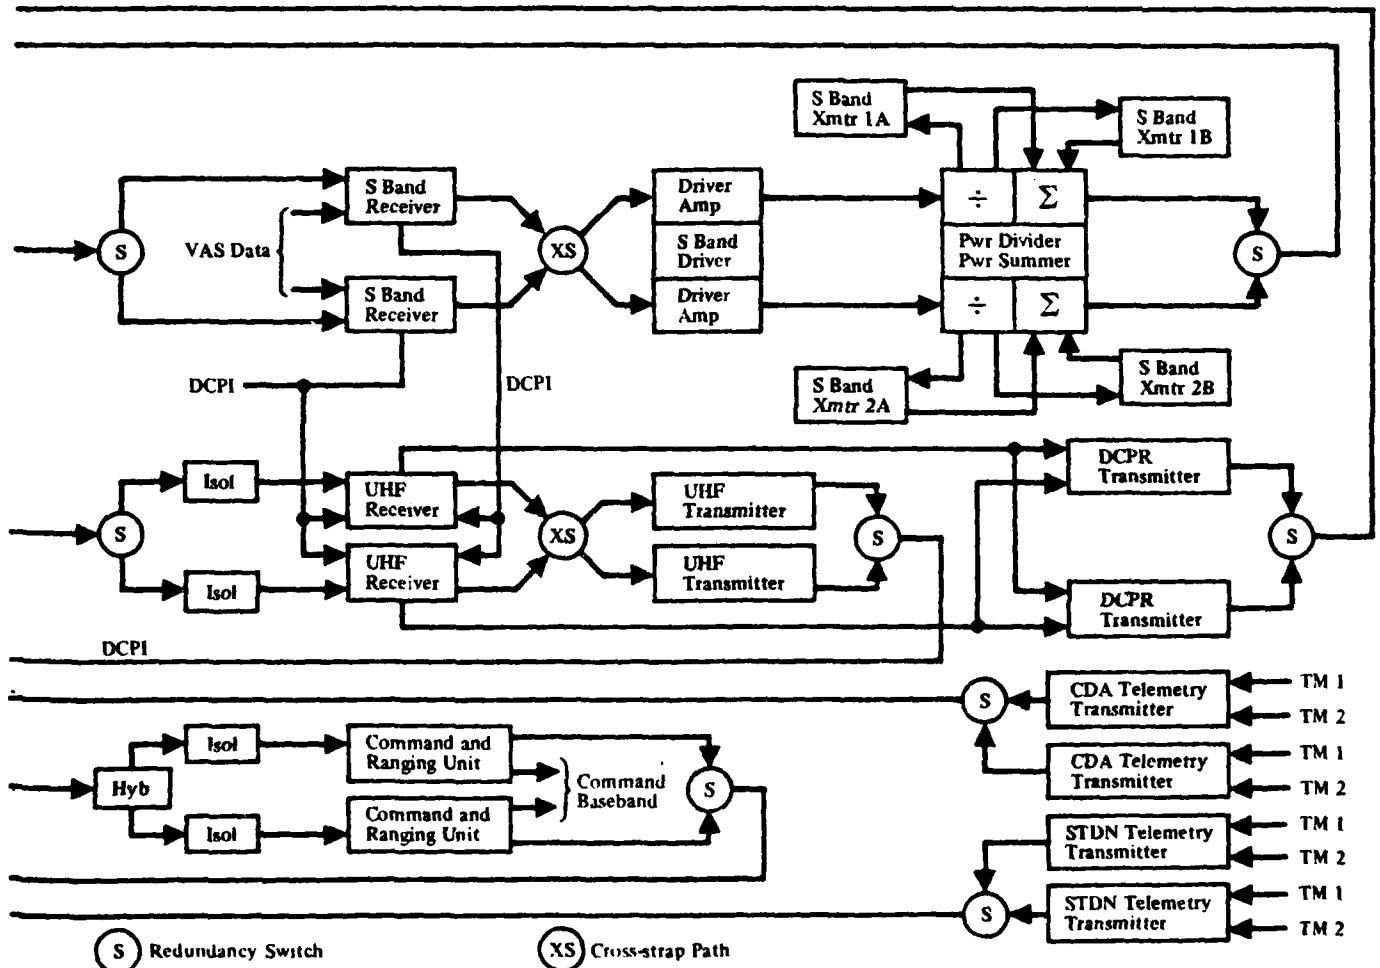 S Band
Xmtr 1A
S Band
Xmtr 1B
S Band
Receiver
Driver
Amp
÷
Σ
S
VAS Data
XS
S Band
Driver
Pwr Divider
Pwr Summer
S
S Band
Receiver
Driver
Amp
÷
Σ
DCPI
DCPI
S Band
Xmtr 2A
S Band
Xmtr 2B
Isol
UHF
Receiver
UHF
Transmitter
DCPR
Transmitter
S
XS
S
S
Isol
UHF
Receiver
UHF
Transmitter
DCPR
Transmitter
DCPI
S
CDA Telemetry
Transmitter
TM 1
TM 2
Isol
Command and
Ranging Unit
CDA Telemetry
Transmitter
TM 1
TM 2
Hyb
Command
Baseband
S
Isol
Command and
Ranging Unit
STDN Telemetry
Transmitter
TM 1
TM 2
S
STDN Telemetry
Transmitter
TM 1
TM 2
S Redundancy Switch
XS Cross-strap Path